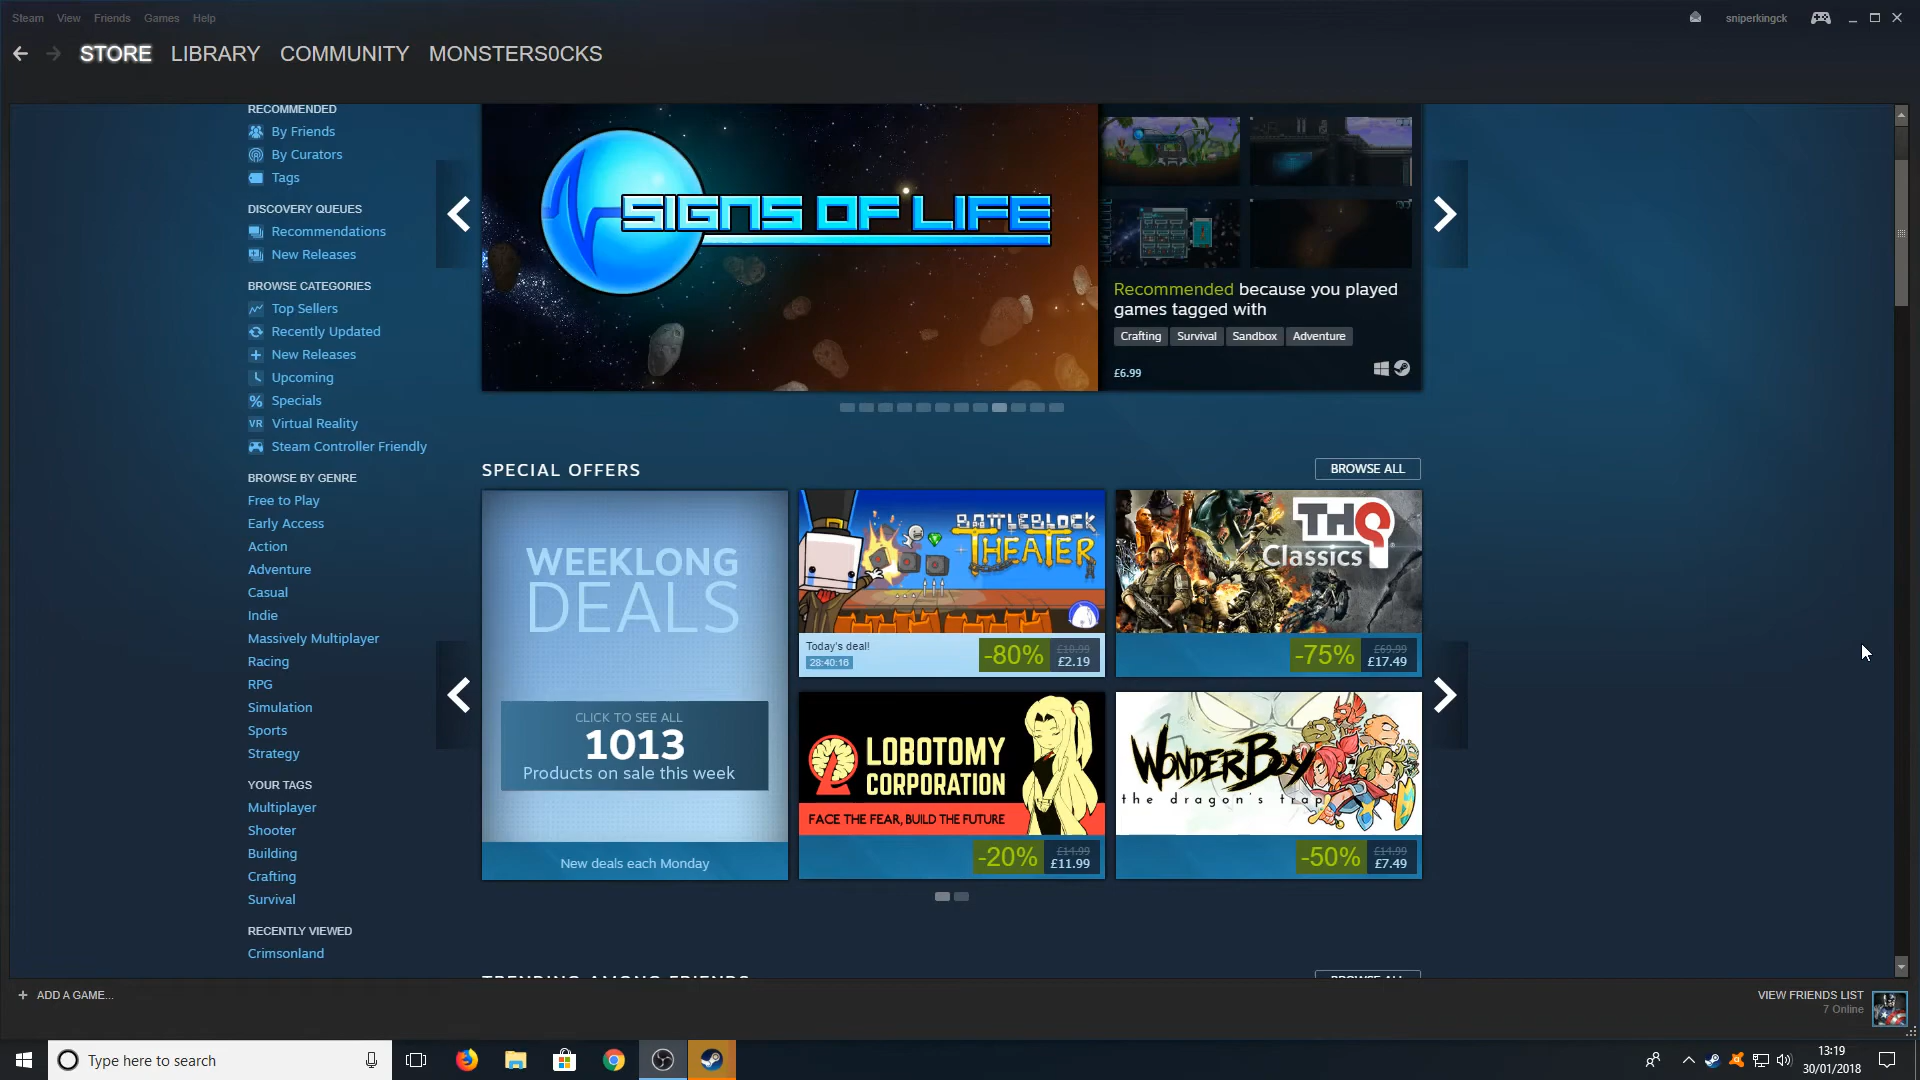 Steam View Friends Games Help
sniperkingck
STORE LIBRARY COMMUNITY MONSTERS0CKS
RECOMMENDED
By Friends
By Curators
Tags
DISCOVERY QUEUES
Recommendations
New Releases
BROWSE CATEGORIES
Top Sellers
Recently Updated
New Releases
Upcoming
Specials
VR Virtual Reality
Steam Controller Friendly
BROWSE BY GENRE
Free to Play
Early Access
Action
Adventure
Casual
Indie
Massively Multiplayer
Racing
RPG
Simulation
Sports
Strategy
YOUR TAGS
Multiplayer
Shooter
Building
Crafting
Survival
RECENTLY VIEWED
Crimsonland
SIGNS OF LIFE
Recommended because you played
games tagged with
Crafting Survival Sandbox Adventure
£6.99
SPECIAL OFFERS
BROWSE ALL
WEEKLONG
DEALS
CLICK TO SEE ALL
1013
Products on sale this week
New deals each Monday
BATTLEBLOCK
THEATER
Today's deal!
28:40:16
-80%
£10.99
£2.19
THQ
Classics
-75%
£69.99
£17.49
LOBOTOMY
CORPORATION
FACE THE FEAR, BUILD THE FUTURE
-20%
£14.99
£11.99
WONDER BOY
the dragon's trap
-50%
£14.99
£7.49
TRENDING AMONG FRIENDS
BROWSE ALL
+ ADD A GAME...
VIEW FRIENDS LIST
7 Online
Type here to search
13:19
30/01/2018